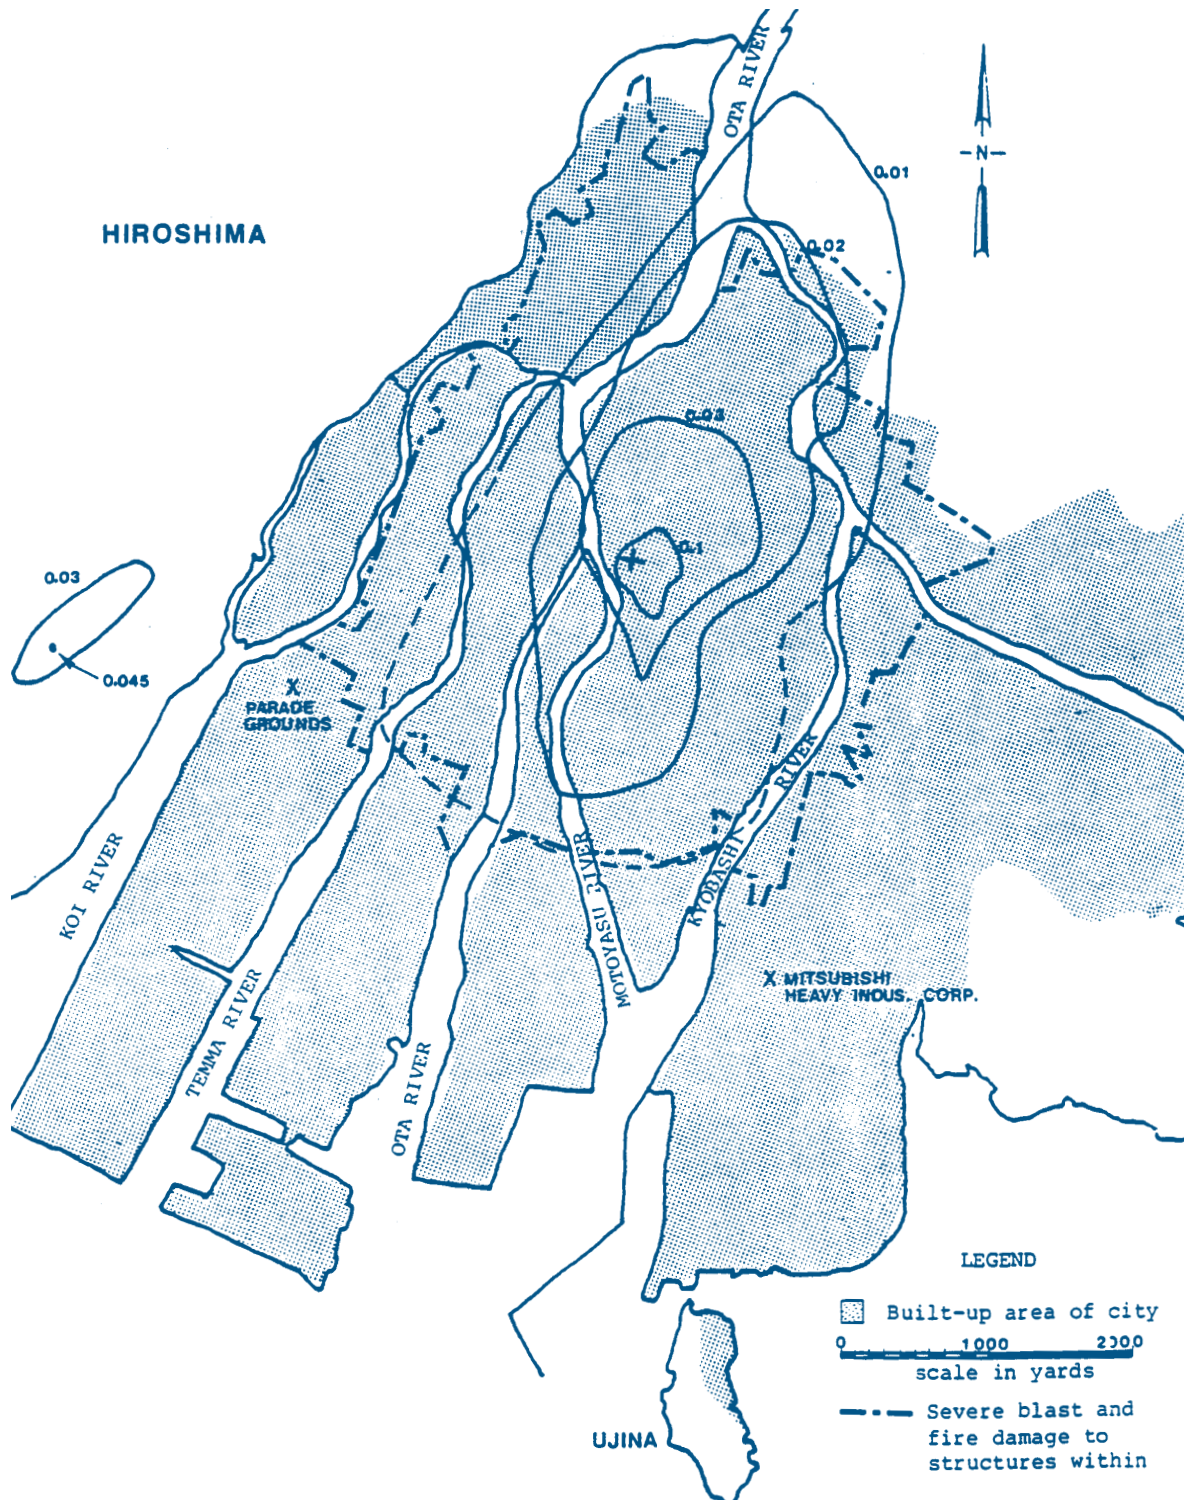 OTA RIVER
-N-
0.01
HIROSHIMA
0.02
0.03
0.1
0.03
0.045
X
PARADE
GROUNDS
RIVER
KYOBASHI
MOTOYASU RIVER
KOI RIVER
TEMMA RIVER
OTA RIVER
X MITSUBISHI
HEAVY INDUS. CORP.
LEGEND
Built-up area of city
0 1000 2000
scale in yards
Severe blast and
fire damage to
structures within
UJINA